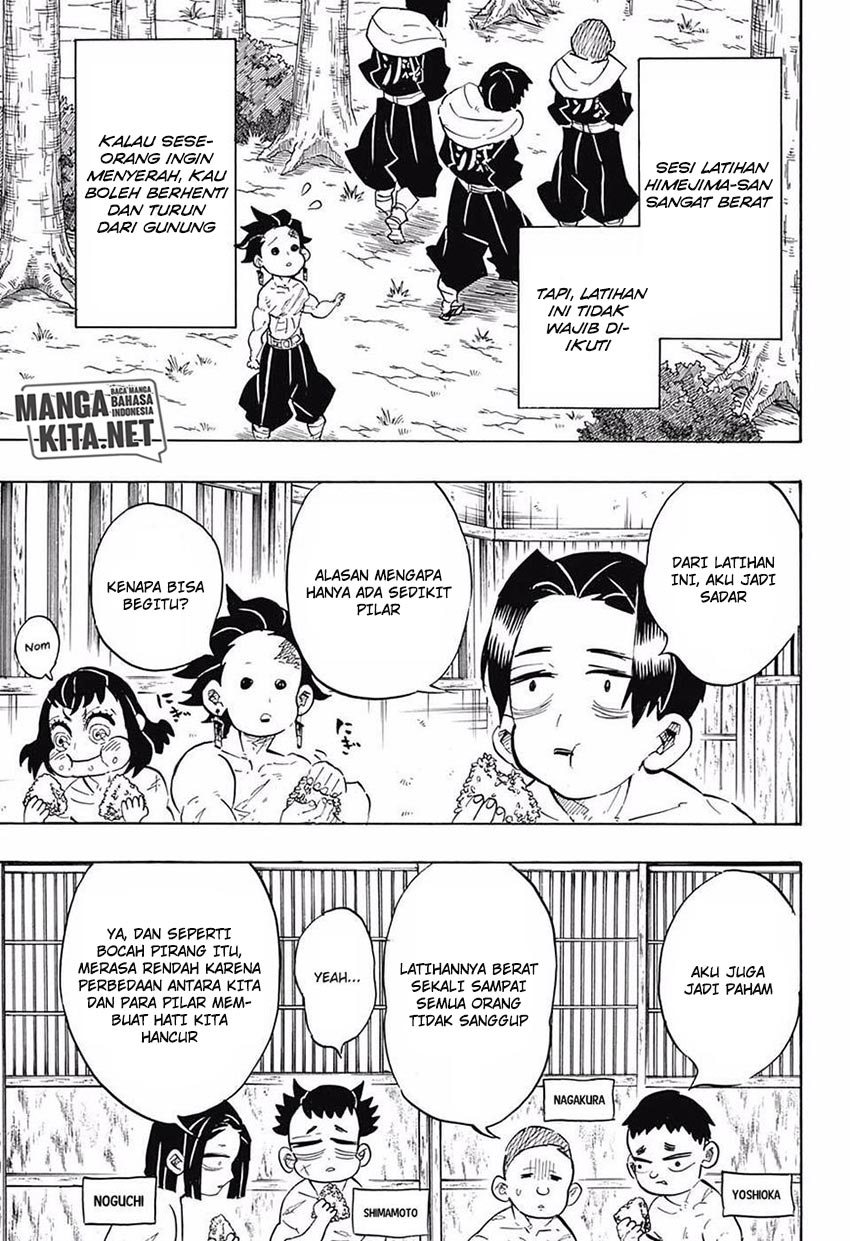 SESI LATIHAN
HIMEJIMA-SAN
SANGAT BERAT
TAPI, LATIHAN
INI TIDAK
WAJIB DI-
IKUTI
KALAU SESE-
ORANG INGIN
MENYERAH, KAU
BOLEH BERHENTI
DAN TURUN
DARI GUNUNG
MANGA
KITA.NET
BACA MANGA
BAHASA
INDONESIA
DARI LATIHAN
INI, AKU JADI
SADAR
ALASAN MENGAPA
HANYA ADA SEDIKIT
PILAR
KENAPA BISA
BEGITU?
Nom
にぎ
AKU JUGA
JADI PAHAM
LATIHANNYA BERAT
SEKALI SAMPAI
SEMUA ORANG
TIDAK SANGGUP
YEAH...
YA, DAN SEPERTI
BOCAH PIRANG ITU,
MERASA RENDAH KARENA
PERBEDAAN ANTARA KITA
DAN PARA PILAR MEM-
BUAT HATI KITA
HANCUR
YOSHIOKA
NAGAKURA
SHIMAMOTO
NOGUCHI